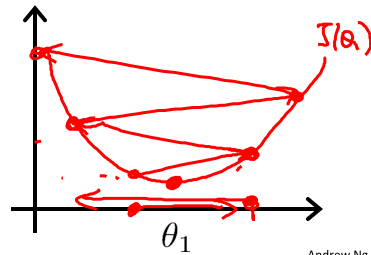 J(θ)
θ₁
Andrew Ng